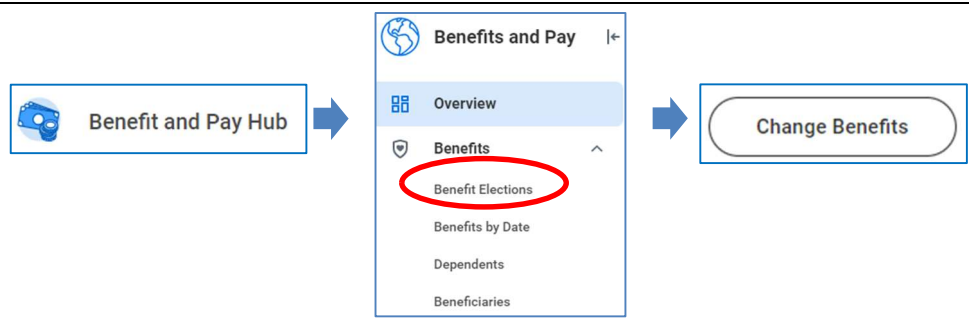 Benefit and Pay Hub
Benefits and Pay
Overview
Benefits
Benefit Elections
Benefits by Date
Dependents
Beneficiaries
Change Benefits